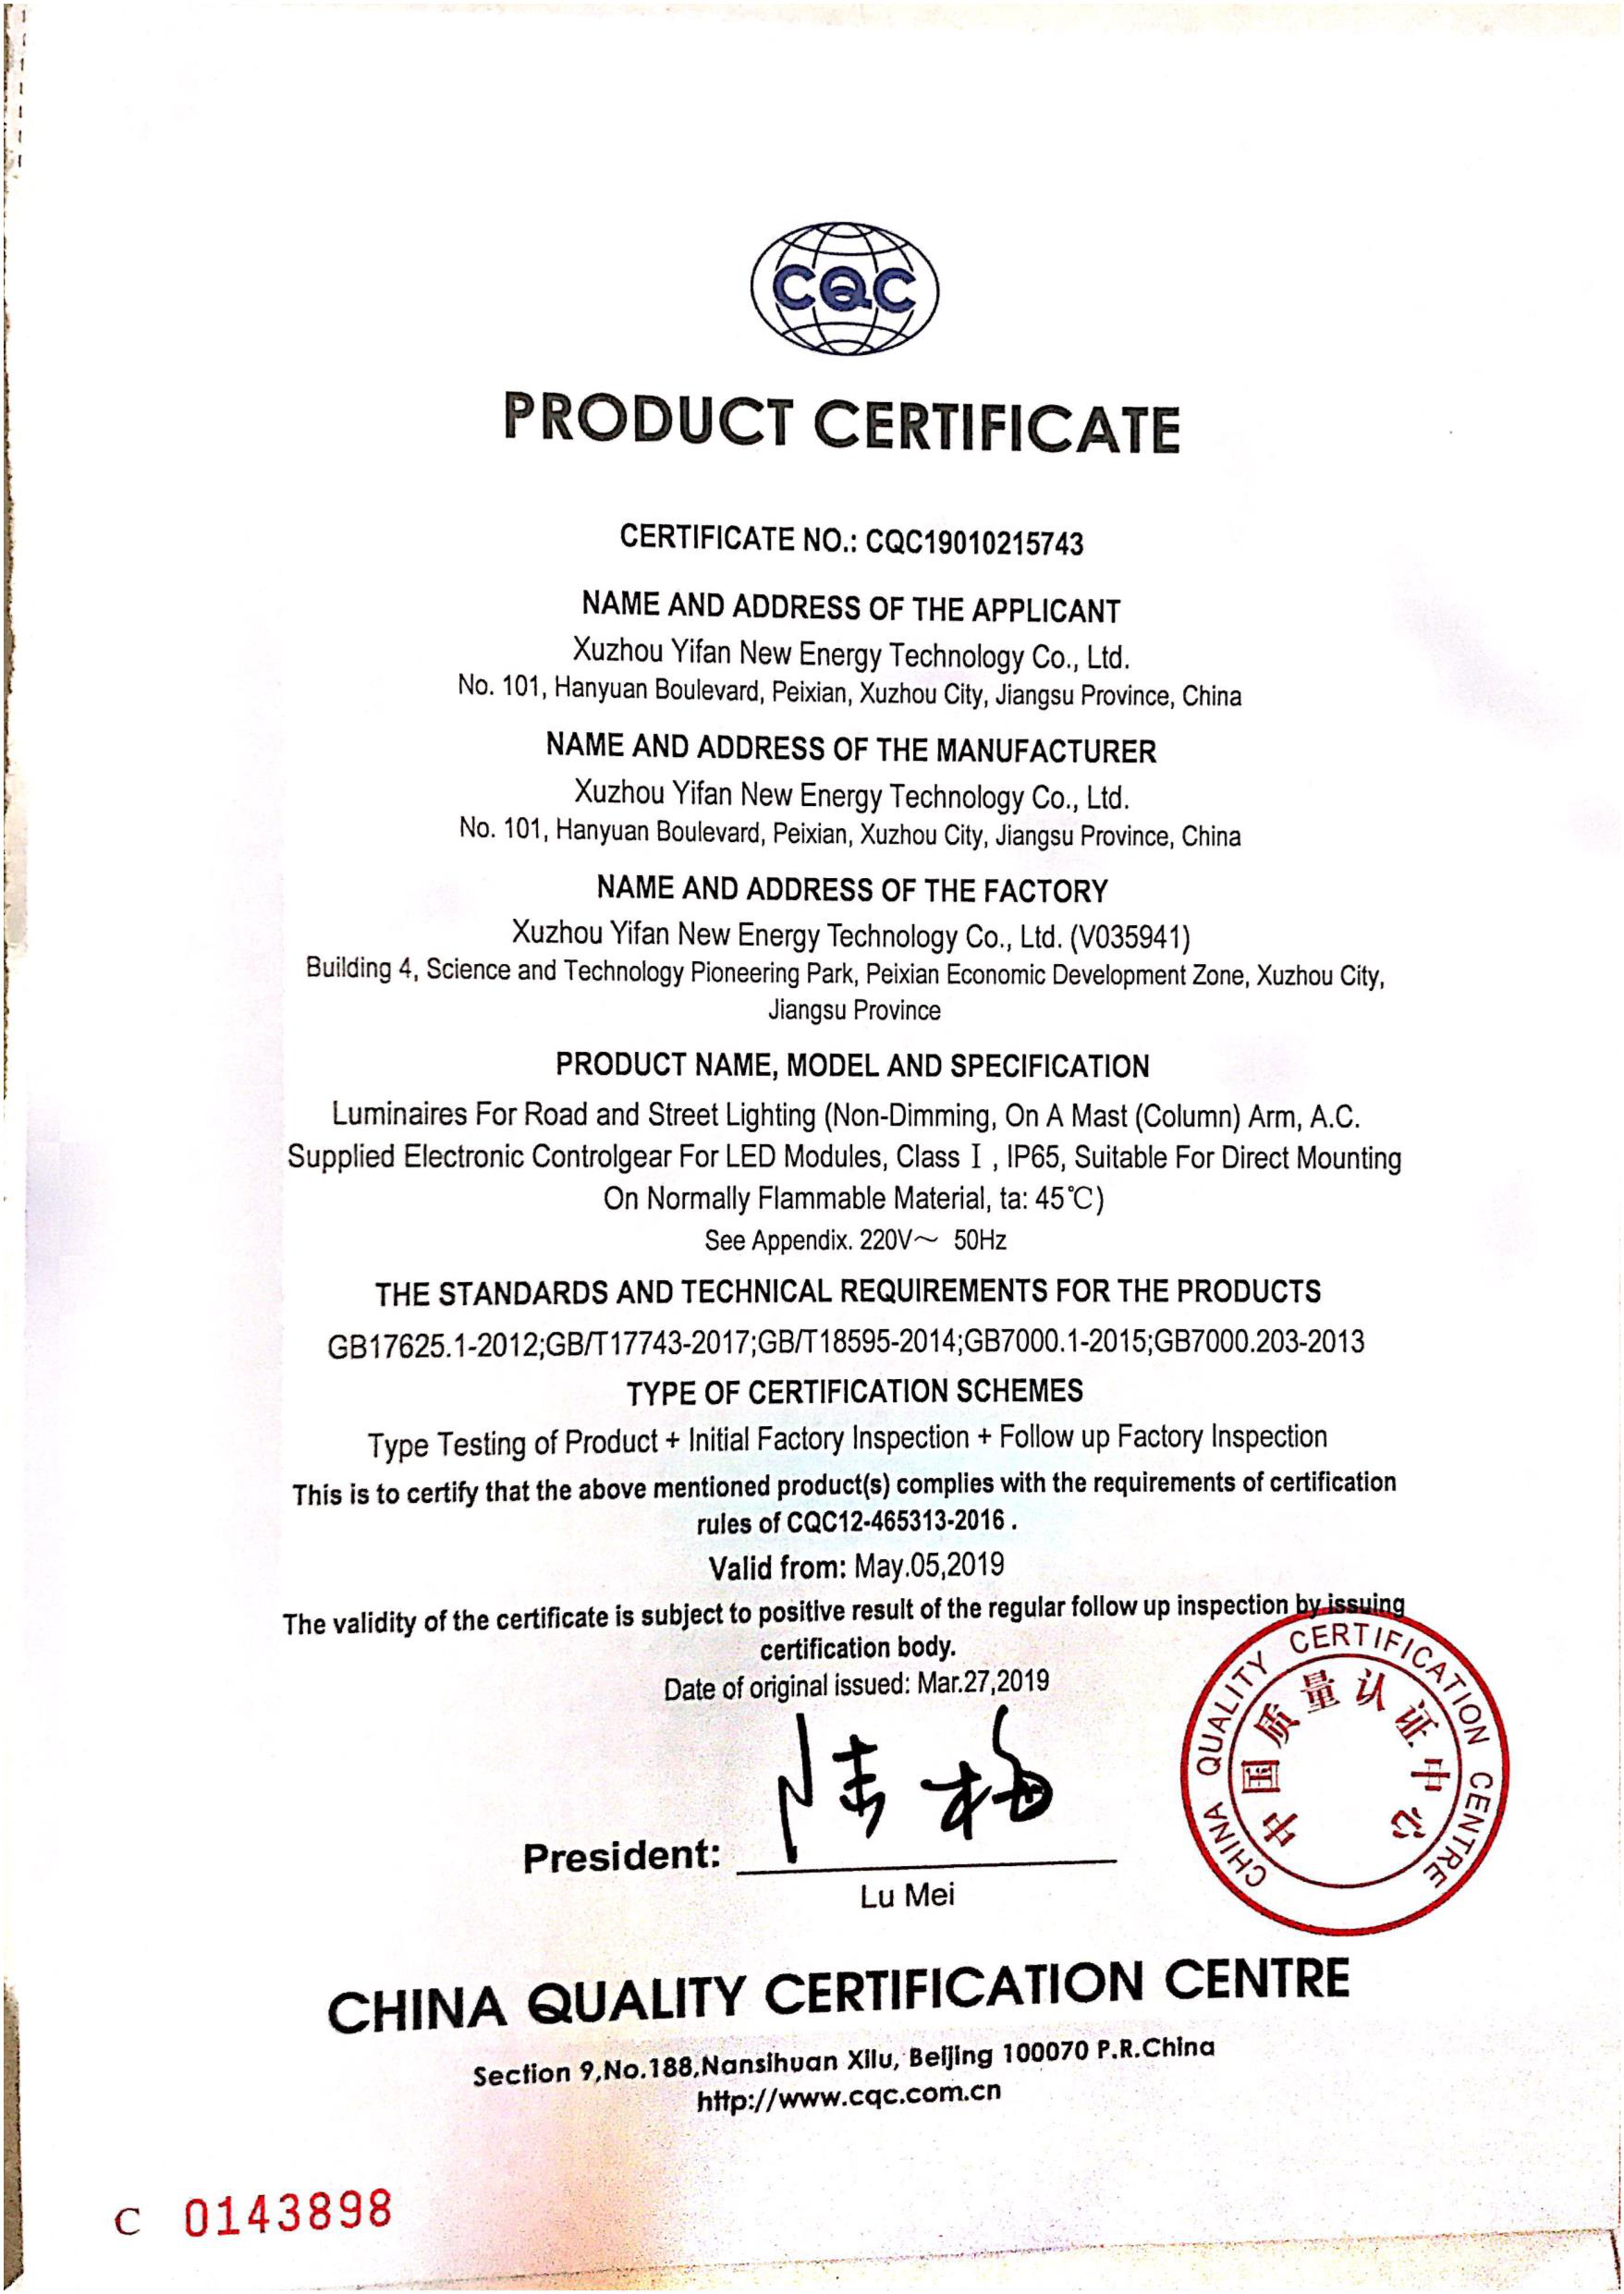 CQC
PRODUCT CERTIFICATE
CERTIFICATE NO.: CQC19010215743
NAME AND ADDRESS OF THE APPLICANT
Xuzhou Yifan New Energy Technology Co., Ltd.
No. 101, Hanyuan Boulevard, Peixian, Xuzhou City, Jiangsu Province, China
NAME AND ADDRESS OF THE MANUFACTURER
Xuzhou Yifan New Energy Technology Co., Ltd.
No. 101, Hanyuan Boulevard, Peixian, Xuzhou City, Jiangsu Province, China
NAME AND ADDRESS OF THE FACTORY
Xuzhou Yifan New Energy Technology Co., Ltd. (V035941)
Building 4, Science and Technology Pioneering Park, Peixian Economic Development Zone, Xuzhou City,
Jiangsu Province
PRODUCT NAME, MODEL AND SPECIFICATION
Luminaires For Road and Street Lighting (Non-Dimming, On A Mast (Column) Arm, A.C.
Supplied Electronic Controlgear For LED Modules, Class Ⅰ, IP65, Suitable For Direct Mounting
On Normally Flammable Material, ta: 45℃)
See Appendix. 220V～ 50Hz
THE STANDARDS AND TECHNICAL REQUIREMENTS FOR THE PRODUCTS
GB17625.1-2012;GB/T17743-2017;GB/T18595-2014;GB7000.1-2015;GB7000.203-2013
TYPE OF CERTIFICATION SCHEMES
Type Testing of Product + Initial Factory Inspection + Follow up Factory Inspection
This is to certify that the above mentioned product(s) complies with the requirements of certification
rules of CQC12-465313-2016 .
Valid from: May.05,2019
The validity of the certificate is subject to positive result of the regular follow up inspection by issuing
certification body.
Date of original issued: Mar.27,2019
陆梅
President:
Lu Mei
CHINA QUALITY CERTIFICATION CENTRE
中国质量认证中心
CHINA QUALITY CERTIFICATION CENTRE
Section 9,No.188,Nansihuan Xilu, Beijing 100070 P.R.China
http://www.cqc.com.cn
C 0143898